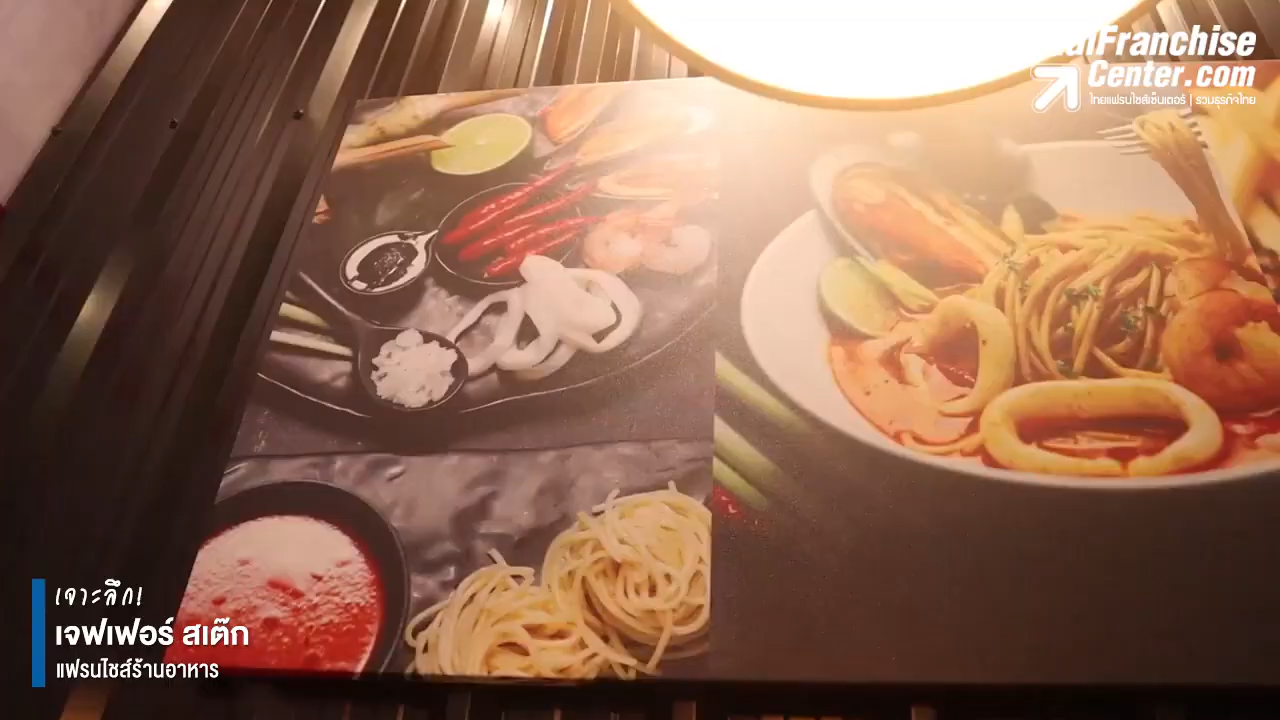 Franchise
Center.com
ไทยแฟรนไชส์เซ็นเตอร์ | รวมธุรกิจไทย
เจาะลึก!
เจฟเฟอร์ สเต๊ก
แฟรนไชส์ร้านอาหาร